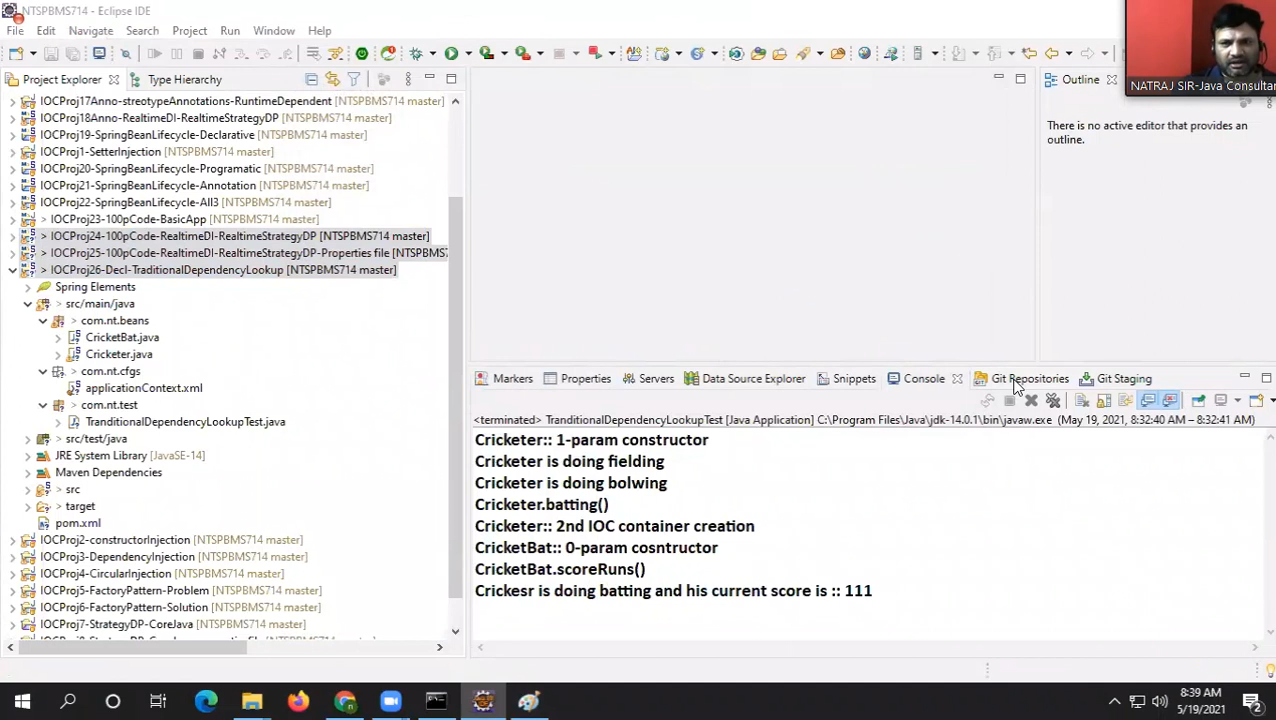 NTSPBMS714 - Eclipse IDE
File Edit Navigate Search Project Run Window Help
NATRAJ SIR-Java Consultan
Project Explorer Type Hierarchy
Outline
There is no active editor that provides an
outline.
IOCProj17Anno-streotypeAnnotations-RuntimeDependent [NTSPBMS714 master]
IOCProj18Anno-RealtimeDI-RealtimeStrategyDP [NTSPBMS714 master]
IOCProj19-SpringBeanLifecycle-Declarative [NTSPBMS714 master]
IOCProj1-SetterInjection [NTSPBMS714 master]
IOCProj20-SpringBeanLifecycle-Programatic [NTSPBMS714 master]
IOCProj21-SpringBeanLifecycle-Annotation [NTSPBMS714 master]
IOCProj22-SpringBeanLifecycle-All3 [NTSPBMS714 master]
> IOCProj23-100pCode-BasicApp [NTSPBMS714 master]
> IOCProj24-100pCode-RealtimeDI-RealtimeStrategyDP [NTSPBMS714 master]
> IOCProj25-100pCode-RealtimeDI-RealtimeStrategyDP-Properties file [NTSPBMS7
> IOCProj26-Decl-TraditionalDependencyLookup [NTSPBMS714 master]
Spring Elements
> src/main/java
> com.nt.beans
> CricketBat.java
> Cricketer.java
> com.nt.cfgs
applicationContext.xml
> com.nt.test
> TranditionalDependencyLookupTest.java
> src/test/java
JRE System Library [JavaSE-14]
Maven Dependencies
> src
> target
pom.xml
IOCProj2-constructorInjection [NTSPBMS714 master]
IOCProj3-DependencyInjection [NTSPBMS714 master]
IOCProj4-CircularInjection [NTSPBMS714 master]
IOCProj5-FactoryPattern-Problem [NTSPBMS714 master]
IOCProj6-FactoryPattern-Solution [NTSPBMS714 master]
IOCProj7-StrategyDP-CoreJava [NTSPBMS714 master]
Markers Properties Servers Data Source Explorer Snippets Console Git Repositories Git Staging
<terminated> TranditionalDependencyLookupTest [Java Application] C:\Program Files\Java\jdk-14.0.1\bin\javaw.exe (May 19, 2021, 8:32:40 AM – 8:32:41 AM)
Cricketer:: 1-param constructor
Cricketer is doing fielding
Cricketer is doing bolwing
Cricketer.batting()
Cricketer:: 2nd IOC container creation
CricketBat:: 0-param cosntructor
CricketBat.scoreRuns()
Crickesr is doing batting and his current score is :: 111
8:39 AM
5/19/2021
2